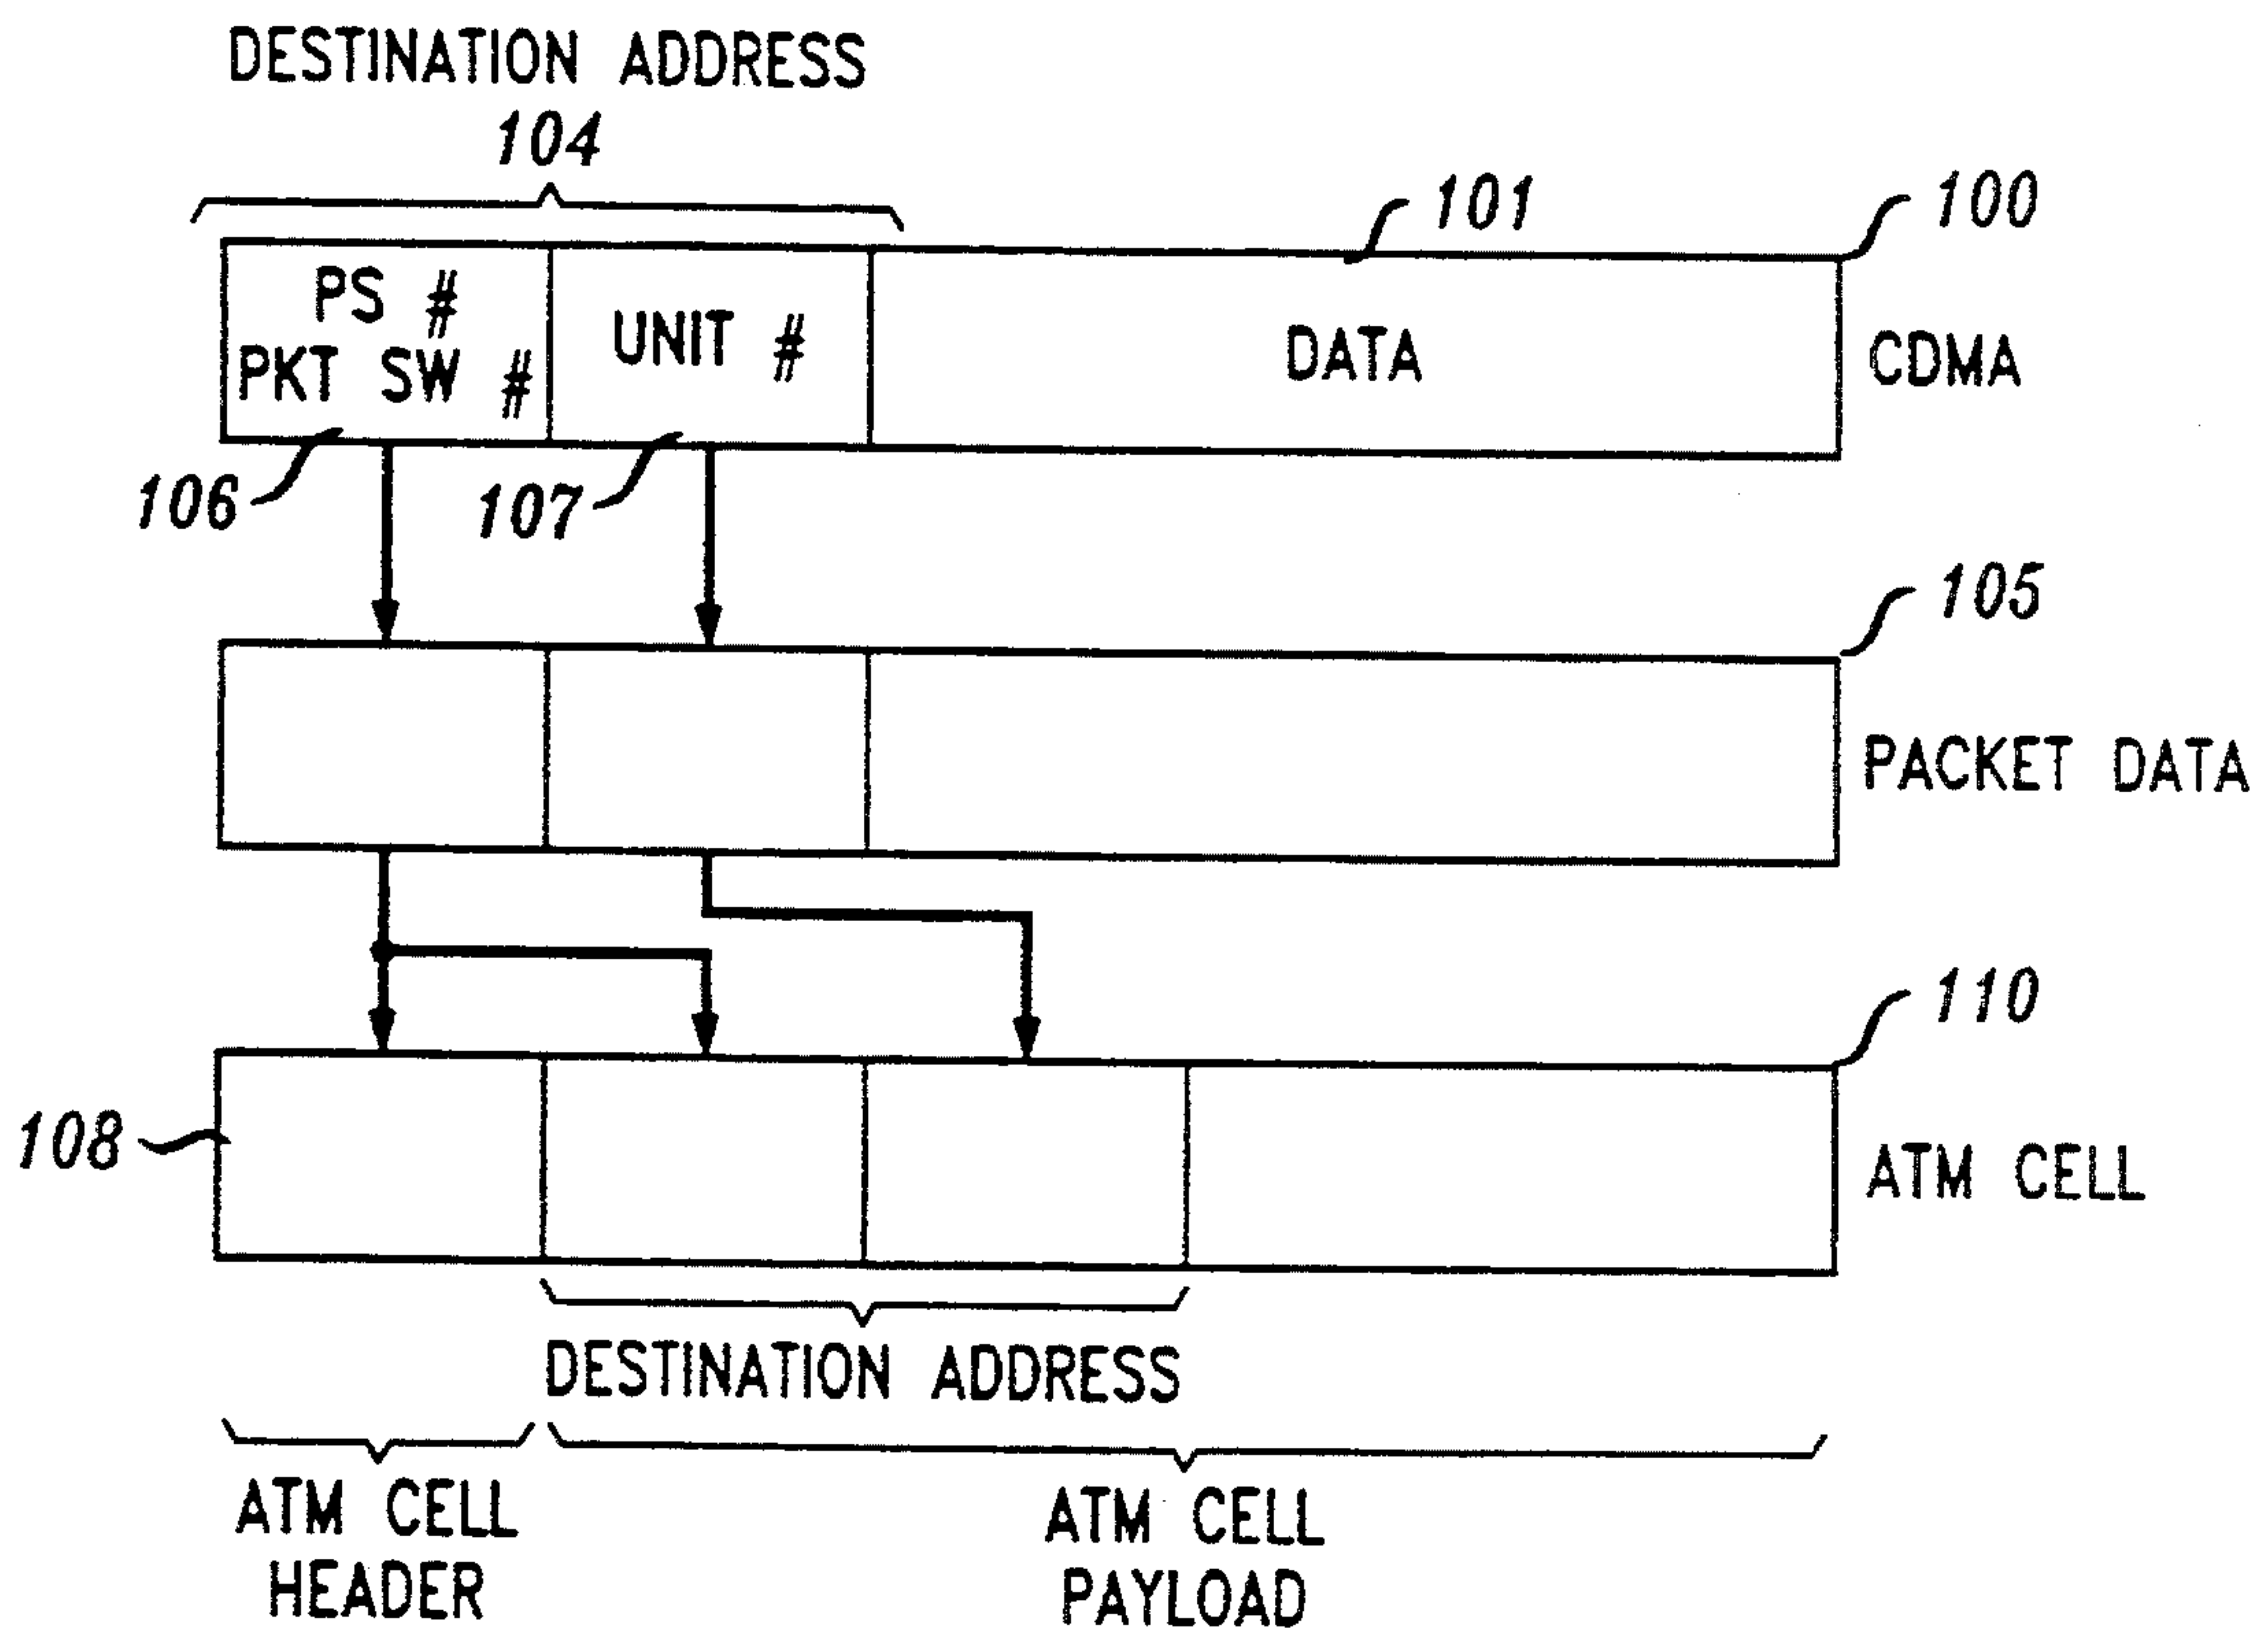 DESTINATION ADDRESS
104
101
100
PS #
PKT SW #
UNIT #
DATA
CDMA
106
107
105
PACKET DATA
110
108
ATM CELL
DESTINATION ADDRESS
ATM CELL
HEADER
ATM CELL
PAYLOAD